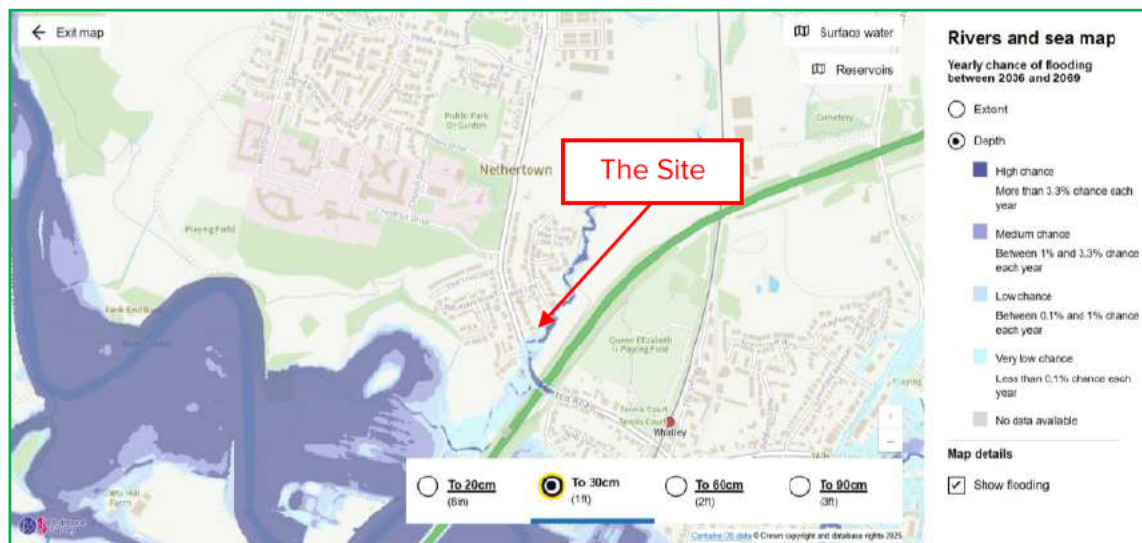 Exit map
Surface water
Reservoirs
Public Park
Or Garden
Cemetery
Nethertown
The Site
Playing Field
Queen Elizabeth
II Playing Field
Tennis Court
Tennis Court
Whalley
Playing
To 20cm
(8in)
To 30cm
(1ft)
To 60cm
(2ft)
To 90cm
(3ft)
Contains OS data © Crown copyright and database rights 2025
Rivers and sea map
Yearly chance of flooding
between 2036 and 2069
Extent
Depth
High chance
More than 3.3% chance each
year
Medium chance
Between 1% and 3.3% chance
each year
Low chance
Between 0.1% and 1% chance
each year
Very low chance
Less than 0.1% chance each
year
No data available
Map details
Show flooding